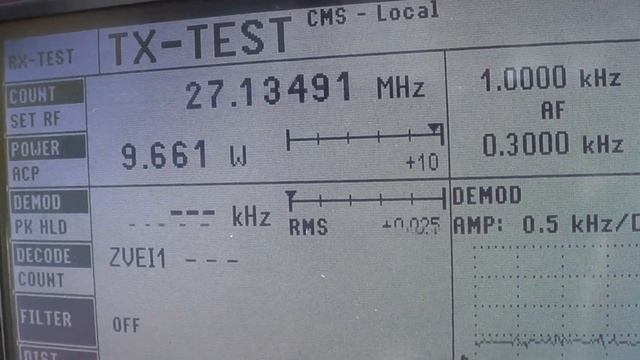 CMS - Local
RX-TEST TX-TEST
COUNT 27.13491 MHz 1.0000 kHz
SET RF AF
POWER 9.661 W +10 0.3000 kHz
ACP
DEMOD --- kHz DEMOD
PK HLD RMS ±0.025 AMP: 0.5 kHz/D
DECODE ZVEI1 ---
COUNT
FILTER OFF
DIST